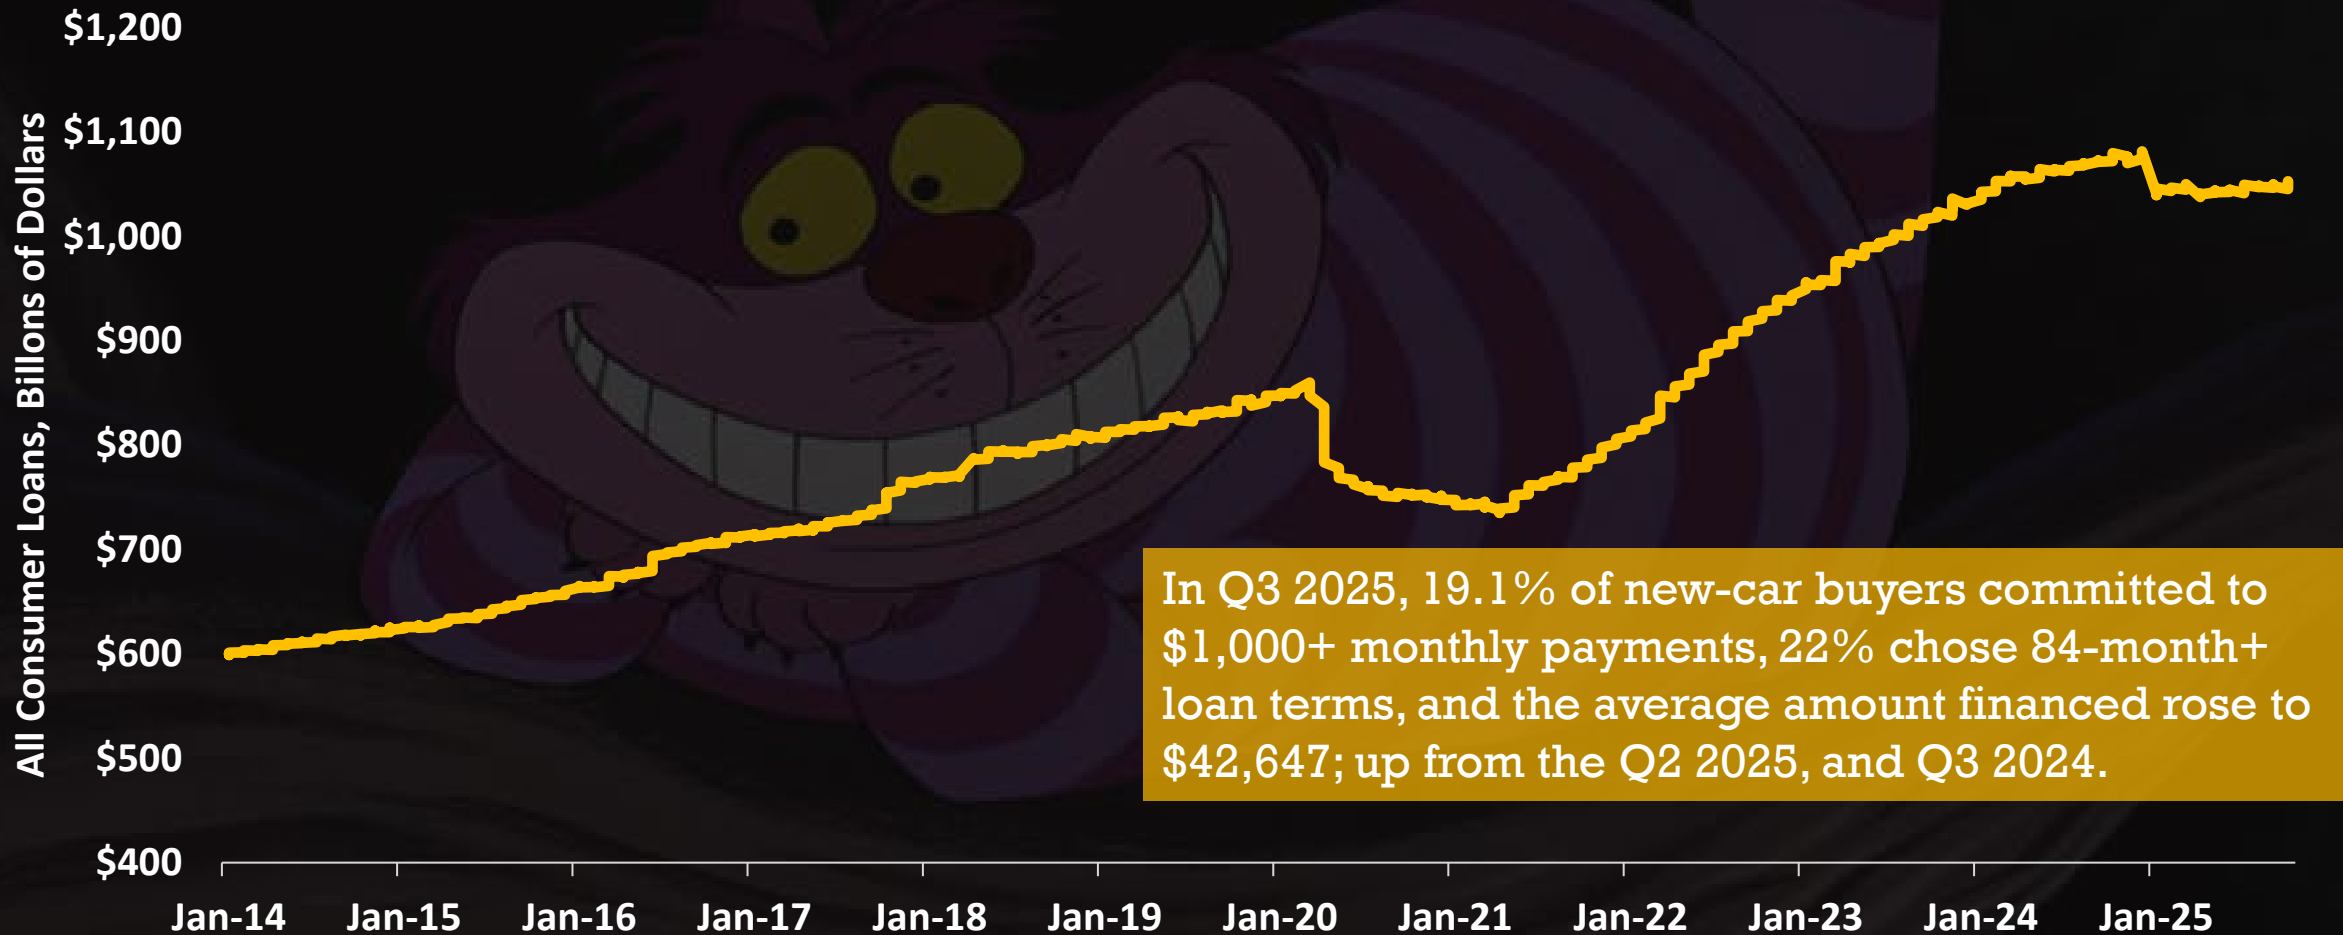 All Consumer Loans, Billons of Dollars
$1,200
$1,100
$1,000
$900
$800
$700
$600
$500
$400
In Q3 2025, 19.1% of new-car buyers committed to
$1,000+ monthly payments, 22% chose 84-month+
loan terms, and the average amount financed rose to
$42,647; up from the Q2 2025, and Q3 2024.
Jan-14 Jan-15 Jan-16 Jan-17 Jan-18 Jan-19 Jan-20 Jan-21 Jan-22 Jan-23 Jan-24 Jan-25